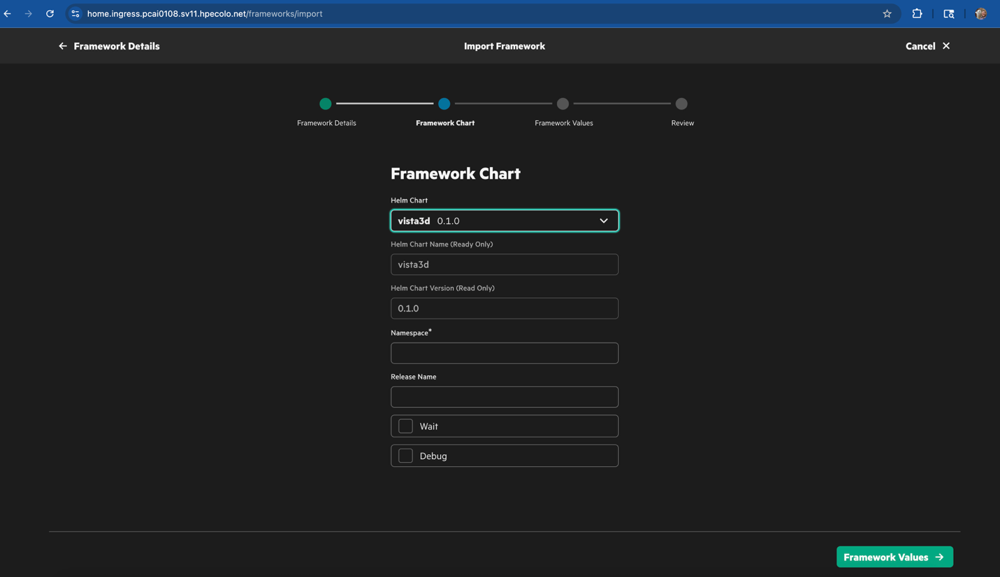 home.ingress.pcai0108.sv11.hpecolo.net/frameworks/import
Framework Details
Import Framework
Cancel
Framework Details
Framework Chart
Framework Values
Review
Framework Chart
Helm Chart
vista3d 0.1.0
Helm Chart Name (Ready Only)
vista3d
Helm Chart Version (Read Only)
0.1.0
Namespace*
Release Name
Wait
Debug
Framework Values